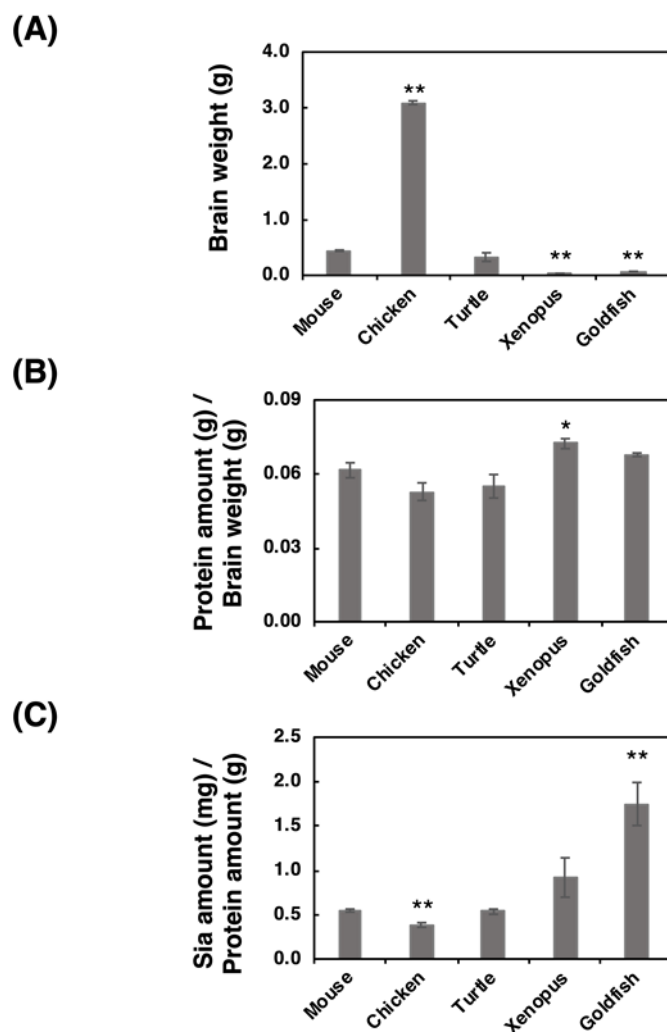 (A)
Brain weight (g)
4.0
3.0
2.0
1.0
0.0
**
**
**
Mouse
Chicken
Turtle
Xenopus
Goldfish
(B)
Protein amount (g) /
Brain weight (g)
0.09
0.06
0.03
0.00
*
Mouse
Chicken
Turtle
Xenopus
Goldfish
(C)
Sia amount (mg) /
Protein amount (g)
2.5
2.0
1.5
1.0
0.5
0.0
**
**
Mouse
Chicken
Turtle
Xenopus
Goldfish